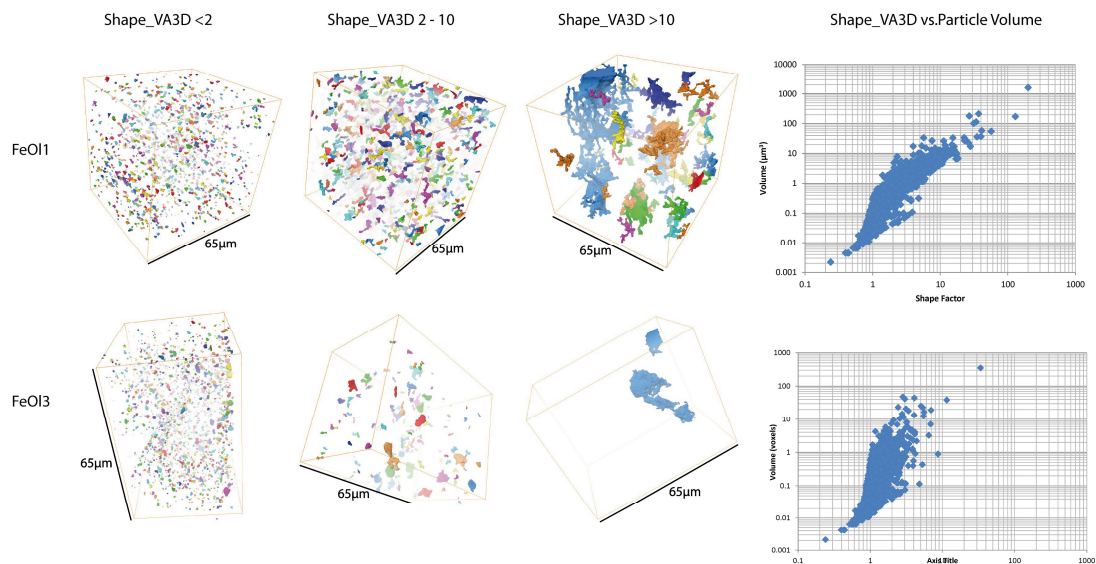 Shape_VA3D <2
Shape_VA3D 2 - 10
Shape_VA3D >10
Shape_VA3D vs.Particle Volume
FeOl1
65µm
65µm
65µm
Volume (µm³)
10000
1000
100
10
1
0.1
0.01
0.001
0.1
1
10
100
1000
Shape Factor
FeOl3
65µm
65µm
65µm
Volume (voxels)
1000
100
10
1
0.1
0.01
0.001
0.1
1
10
100
1000
Axis Title